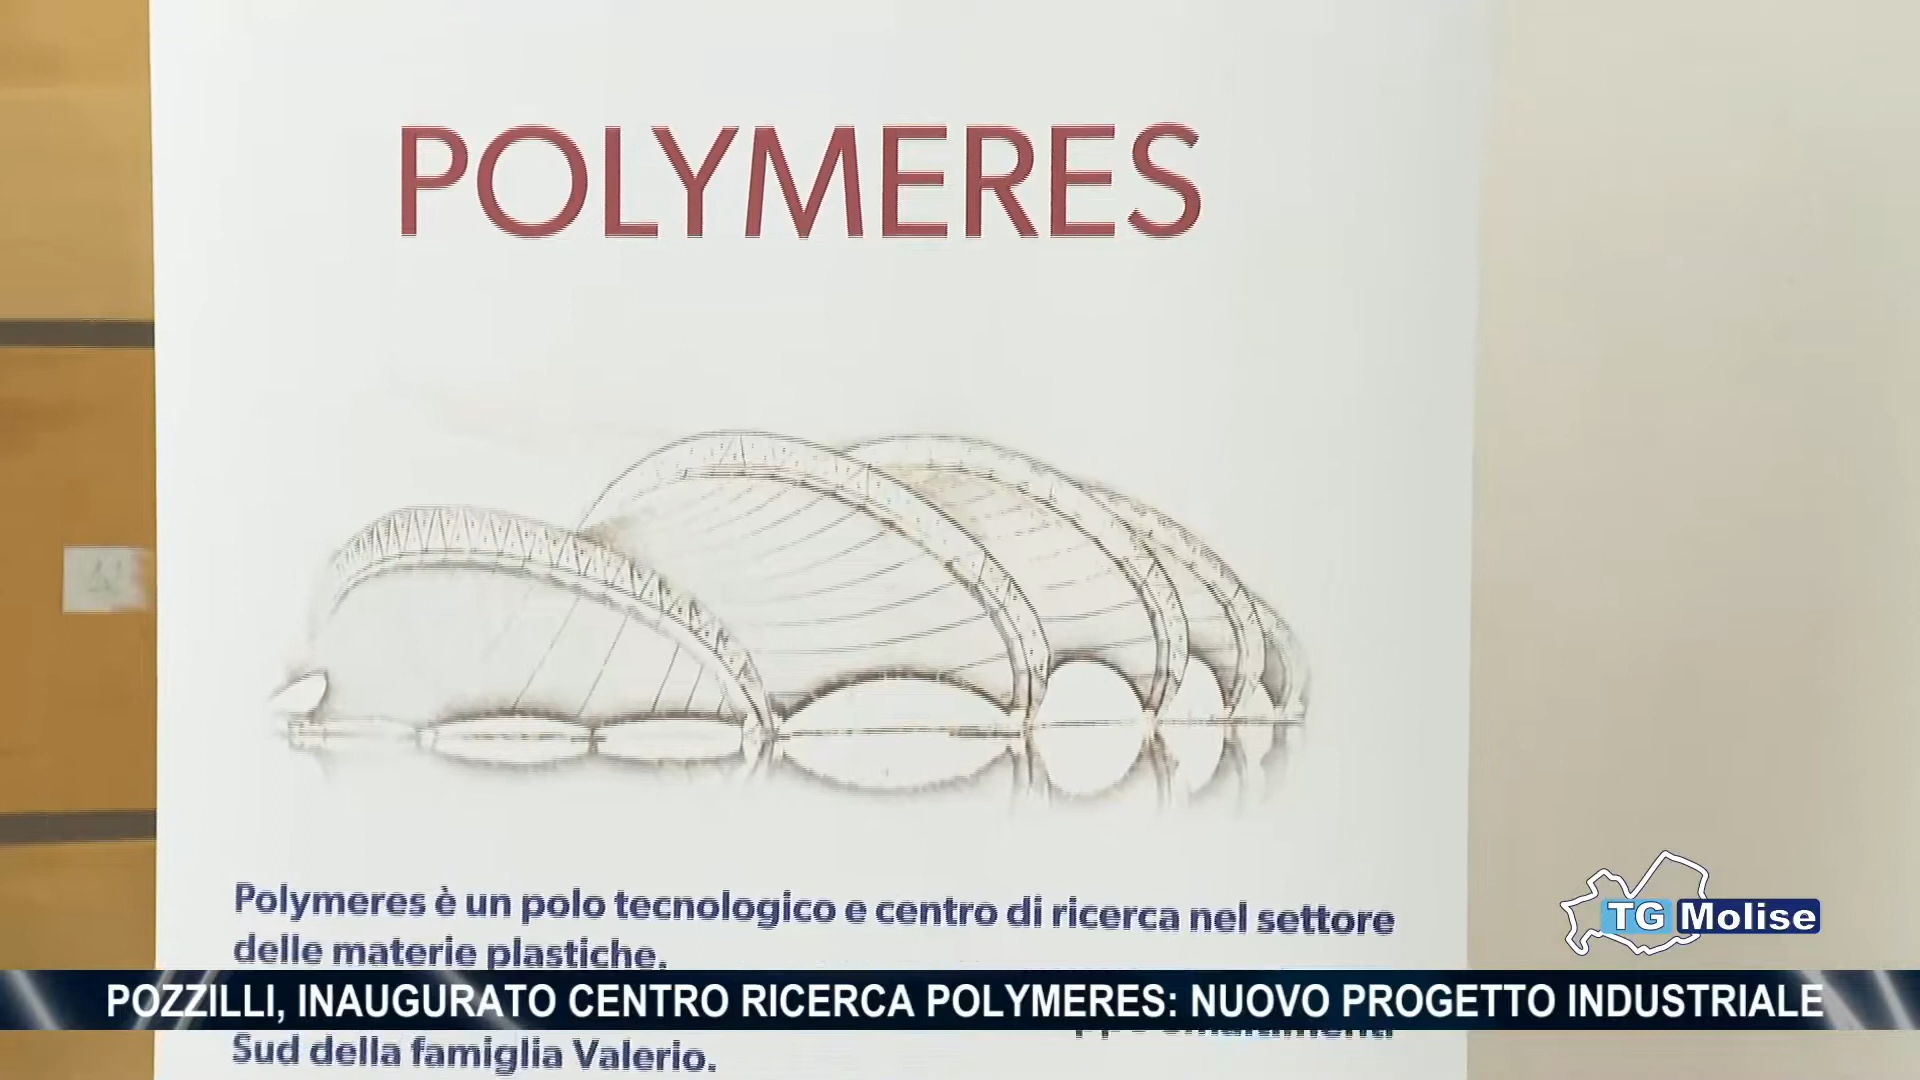 POLYMERES
Polymeres è un polo tecnologico e centro di ricerca nel settore
delle materie plastiche.
TG Molise
POZZILLI, INAUGURATO CENTRO RICERCA POLYMERES: NUOVO PROGETTO INDUSTRIALE
Sud della famiglia Valerio.